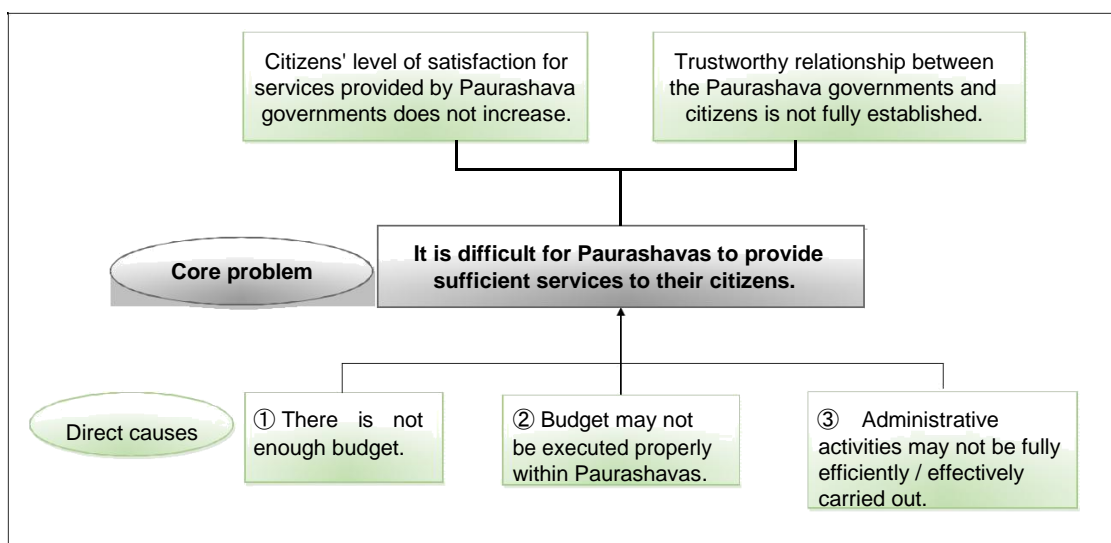 Citizens' level of satisfaction for
services provided by Paurashava
governments does not increase.
Trustworthy relationship between
the Paurashava governments and
citizens is not fully established.
Core problem
It is difficult for Paurashavas to provide
sufficient services to their citizens.
Direct causes
① There is not
enough budget.
② Budget may not
be executed properly
within Paurashavas.
③ Administrative
activities may not be fully
efficiently / effectively
carried out.